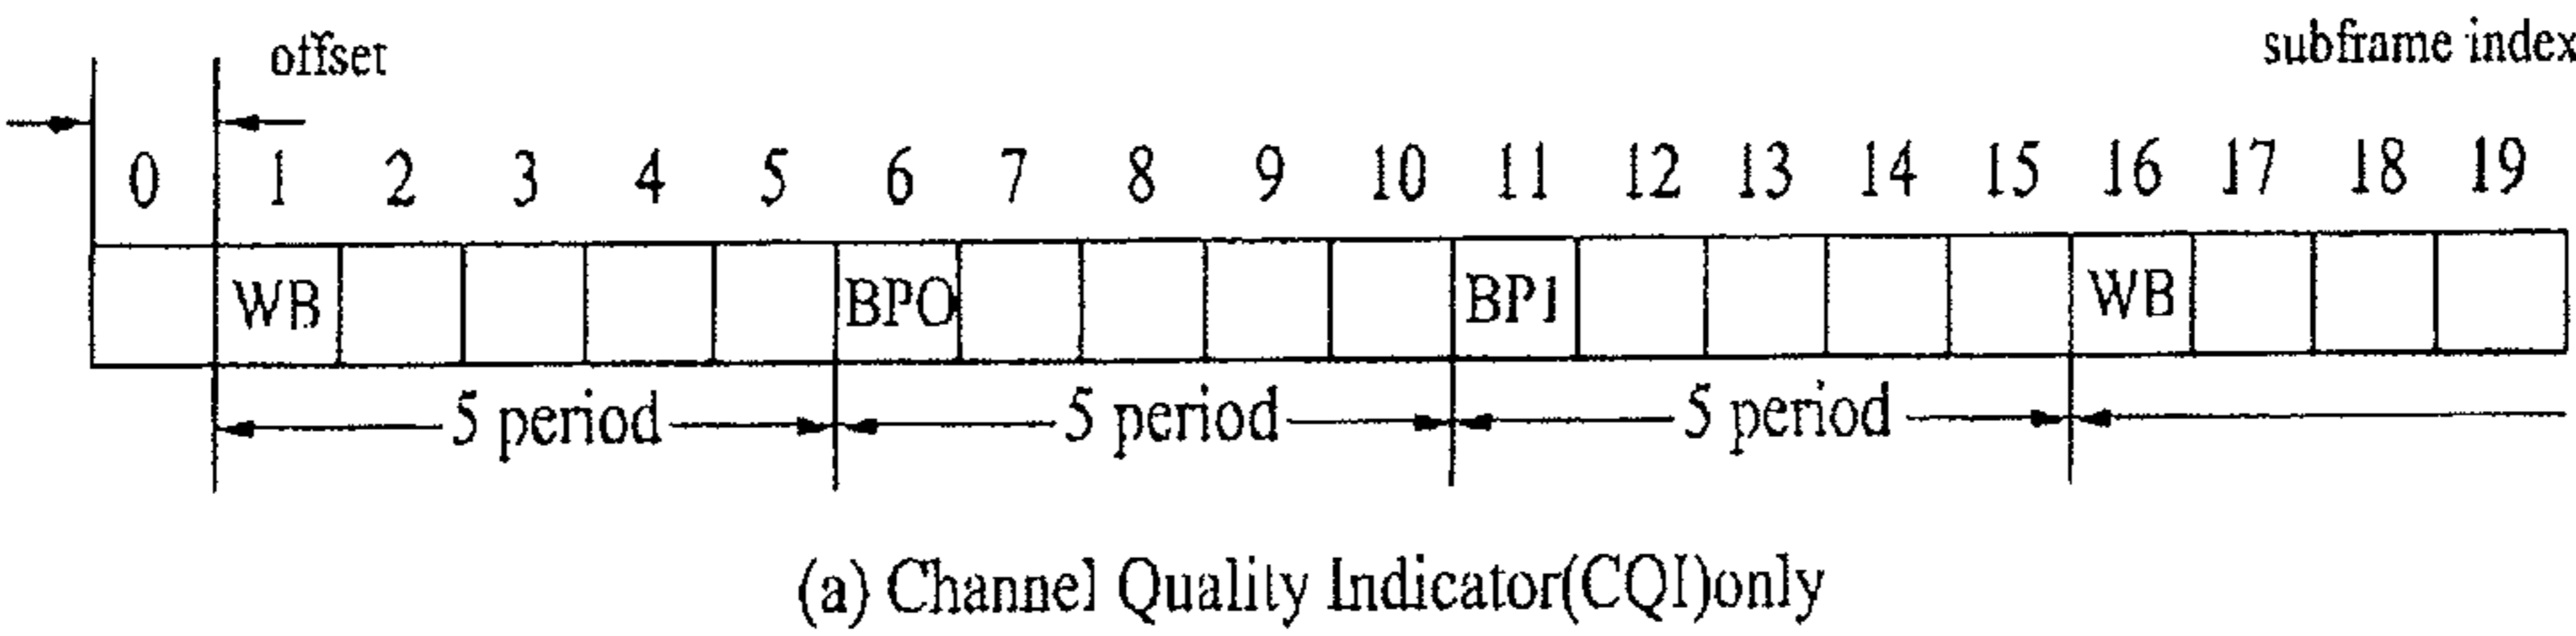 offset subframe index
0 1 2 3 4 5 6 7 8 9 10 11 12 13 14 15 16 17 18 19
WB BP0 BP1 WB
5 period 5 period 5 period
(a) Channel Quality Indicator(CQI)only